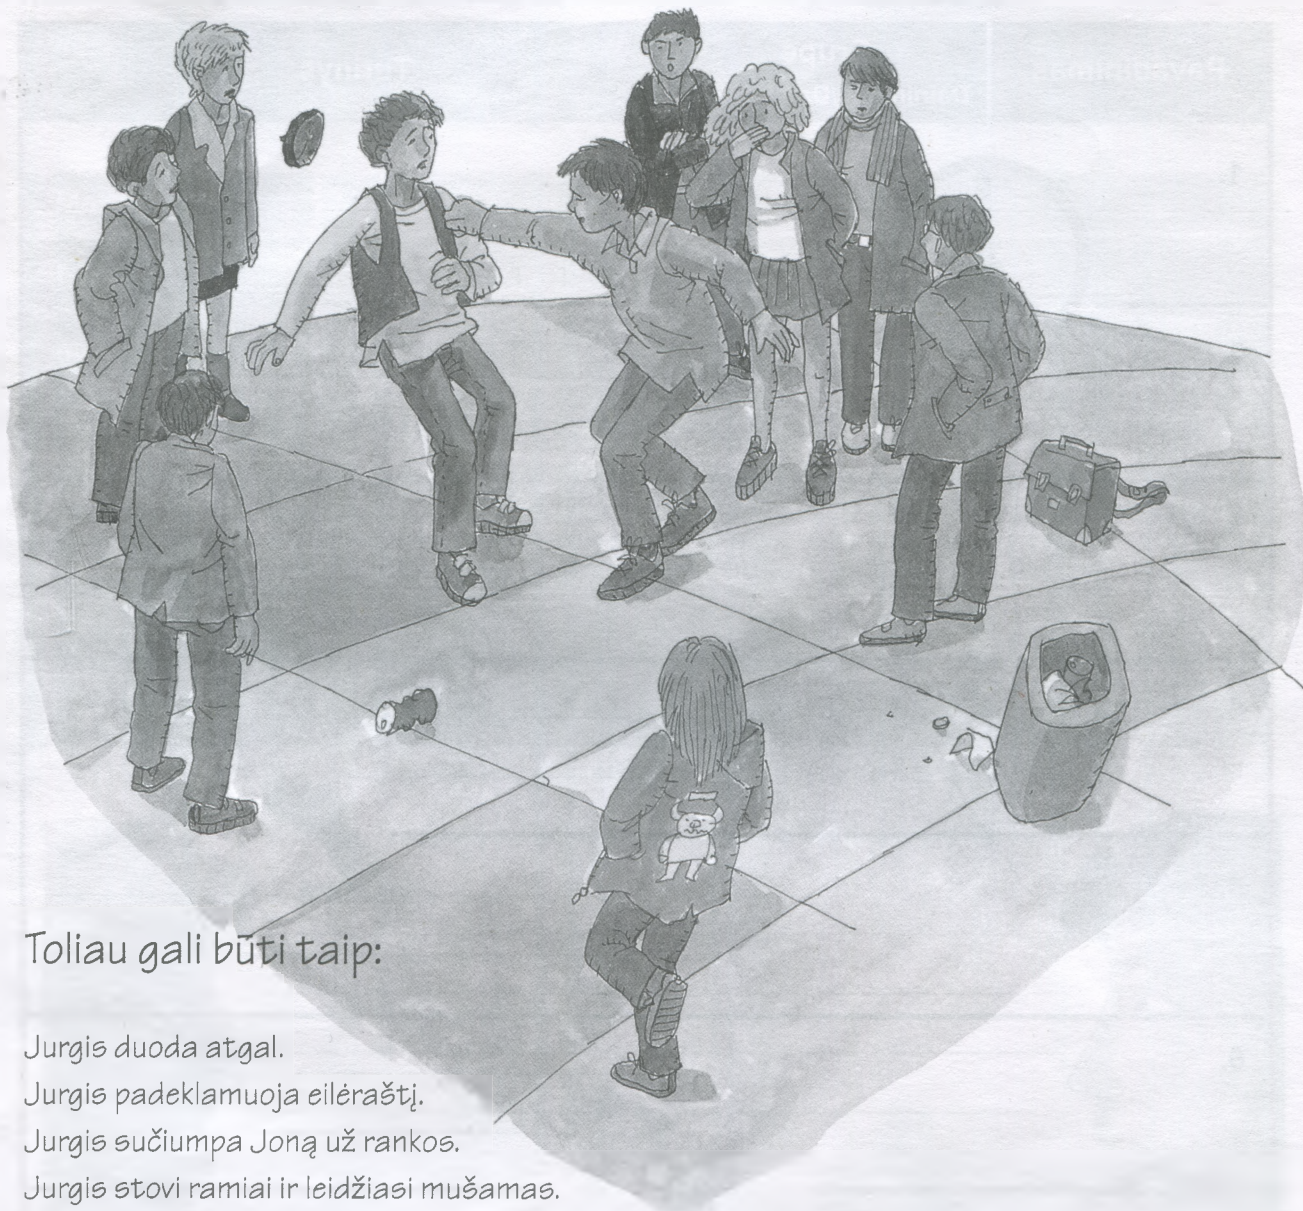 Toliau gali būti taip:
Jurgis duoda atgal.
Jurgis padeklamuoja eilėraštį.
Jurgis sučiumpa Joną už rankos.
Jurgis stovi ramiai ir leidžiasi mušamas.